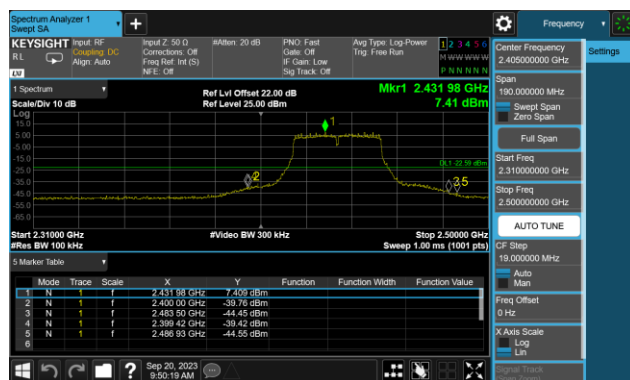 Spectrum Analyzer 1
Swept SA
Frequency
KEYSIGHT
Input: RF
Input Z: 50 Ω
#Atten: 20 dB
PNO: Fast
Avg Type: Log-Power
1 2 3 4 5 6
Center Frequency
Settings
R L
Coupling: DC
Corrections: Off
Gate: Off
Trig: Free Run
2.405000000 GHz
Align: Auto
Freq Ref: Int (S)
IF Gain: Low
M W W W W W
NFE: Off
Sig Track: Off
P N N N N N
LXI
Span
190.000000 MHz
1 Spectrum
Ref Lvl Offset 22.00 dB
Mkr1 2.431 98 GHz
Scale/Div 10 dB
Ref Level 25.00 dBm
7.41 dBm
Swept Span
Zero Span
Log
15.0
1
5.00
Full Span
-5.00
-15.0
DL1 -22.59 dBm
Start Freq
2.310000000 GHz
-25.0
-35.0
2
3
5
Stop Freq
2.500000000 GHz
-45.0
-55.0
-65.0
AUTO TUNE
Start 2.31000 GHz
#Video BW 300 kHz
Stop 2.50000 GHz
#Res BW 100 kHz
Sweep 1.00 ms (1001 pts)
CF Step
19.000000 MHz
5 Marker Table
Auto
Man
Mode Trace Scale X Y Function Function Width Function Value
1 N 1 f 2.431 98 GHz 7.409 dBm
2 N 1 f 2.400 00 GHz -39.76 dBm
3 N 1 f 2.483 50 GHz -44.45 dBm
4 N 1 f 2.399 42 GHz -39.42 dBm
5 N 1 f 2.486 93 GHz -44.55 dBm
6
Freq Offset
0 Hz
X Axis Scale
Log
Lin
Signal Track
?
Sep 20, 2023
9:50:19 AM